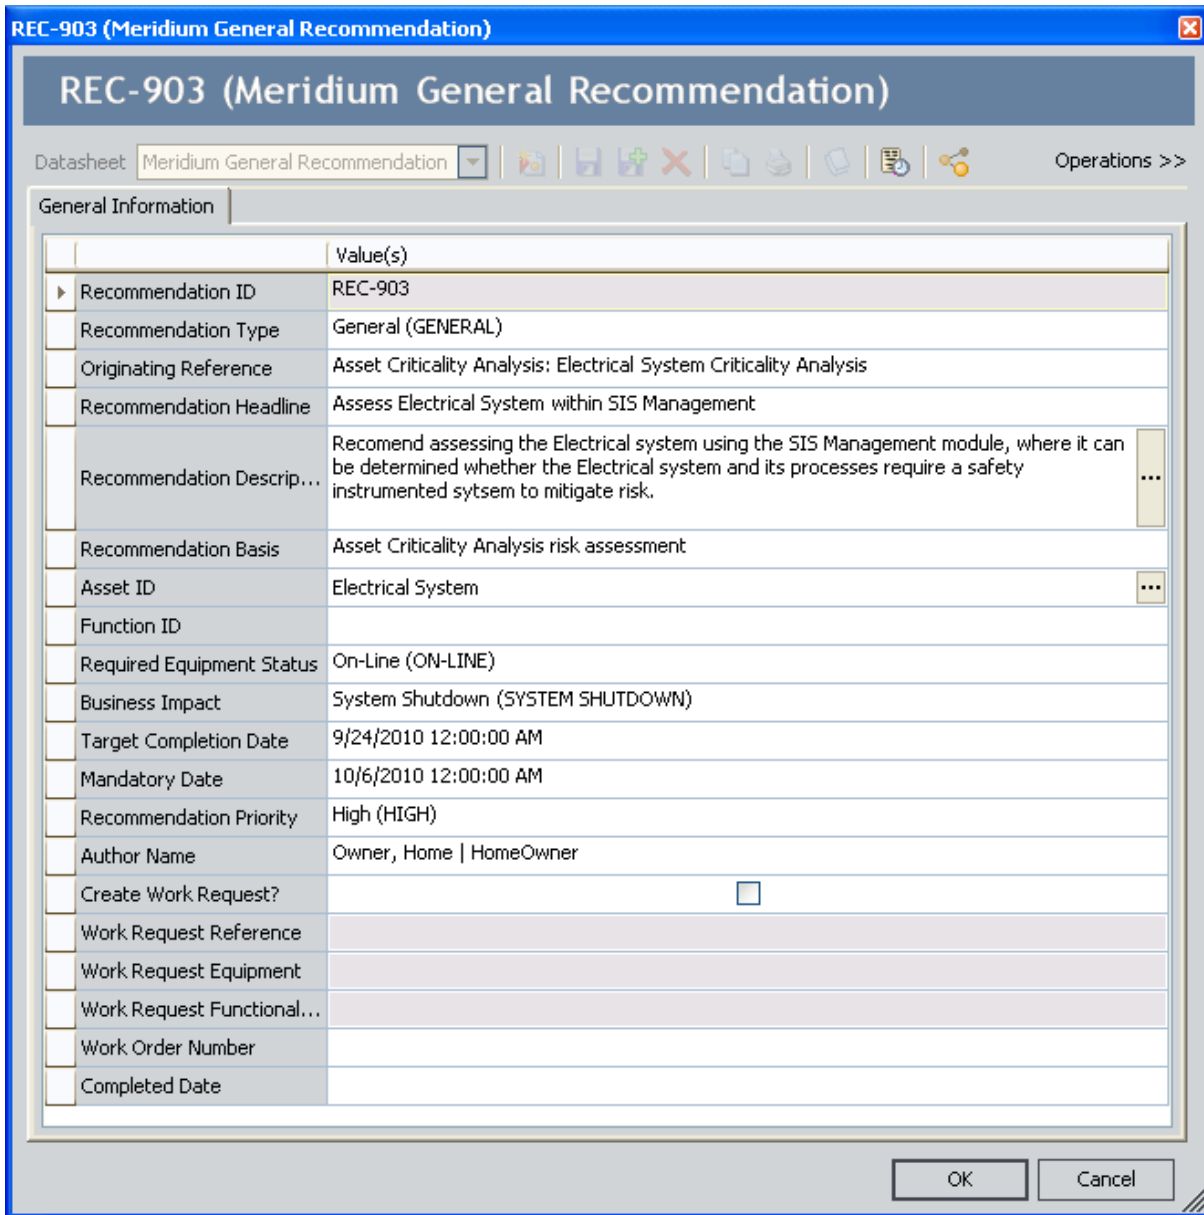 REC-903 (Meridium General Recommendation)
REC-903 (Meridium General Recommendation)
Datasheet Meridium General Recommendation Operations >>
General Information
Value(s)
Recommendation ID REC-903
Recommendation Type General (GENERAL)
Originating Reference Asset Criticality Analysis: Electrical System Criticality Analysis
Recommendation Headline Assess Electrical System within SIS Management
Recommendation Descrip... Recomend assessing the Electrical system using the SIS Management module, where it can
be determined whether the Electrical system and its processes require a safety
instrumented sytsem to mitigate risk.
...
Recommendation Basis Asset Criticality Analysis risk assessment
Asset ID Electrical System ...
Function ID
Required Equipment Status On-Line (ON-LINE)
Business Impact System Shutdown (SYSTEM SHUTDOWN)
Target Completion Date 9/24/2010 12:00:00 AM
Mandatory Date 10/6/2010 12:00:00 AM
Recommendation Priority High (HIGH)
Author Name Owner, Home | HomeOwner
Create Work Request?
Work Request Reference
Work Request Equipment
Work Request Functional...
Work Order Number
Completed Date
OK Cancel